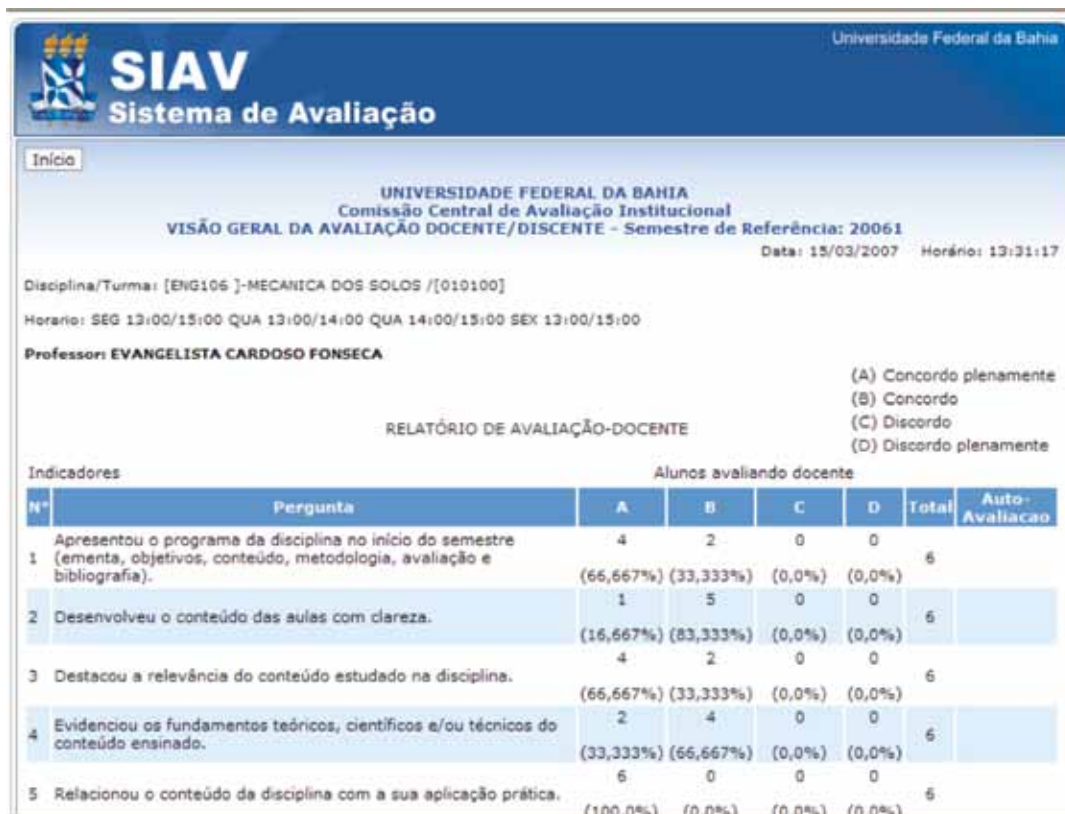 Universidade Federal da Bahia
SIAV
Sistema de Avaliação
Início
UNIVERSIDADE FEDERAL DA BAHIA
Comissão Central de Avaliação Institucional
VISÃO GERAL DA AVALIAÇÃO DOCENTE/DISCENTE - Semestre de Referência: 20061
Data: 15/03/2007 Horário: 13:31:17
Disciplina/Turma: [ENG106 ]-MECANICA DOS SOLOS /[010100]
Horario: SEG 13:00/15:00 QUA 13:00/14:00 QUA 14:00/15:00 SEX 13:00/15:00
Professor: EVANGELISTA CARDOSO FONSECA
(A) Concordo plenamente
(B) Concordo
(C) Discordo
(D) Discordo plenamente
RELATÓRIO DE AVALIAÇÃO-DOCENTE
Indicadores Alunos avaliando docente
N° Pergunta A B C D Total Auto-
Avaliacao
1 Apresentou o programa da disciplina no início do semestre
(ementa, objetivos, conteúdo, metodologia, avaliação e
bibliografia).
4 2 0 0 6
(66,667%) (33,333%) (0,0%) (0,0%)
2 Desenvolveu o conteúdo das aulas com clareza.
1 5 0 0 6
(16,667%) (83,333%) (0,0%) (0,0%)
3 Destacou a relevância do conteúdo estudado na disciplina.
4 2 0 0 6
(66,667%) (33,333%) (0,0%) (0,0%)
4 Evidenciou os fundamentos teóricos, científicos e/ou técnicos do
conteúdo ensinado.
2 4 0 0 6
(33,333%) (66,667%) (0,0%) (0,0%)
5 Relacionou o conteúdo da disciplina com a sua aplicação prática.
6 0 0 0 6
(100,0%) (0,0%) (0,0%) (0,0%)